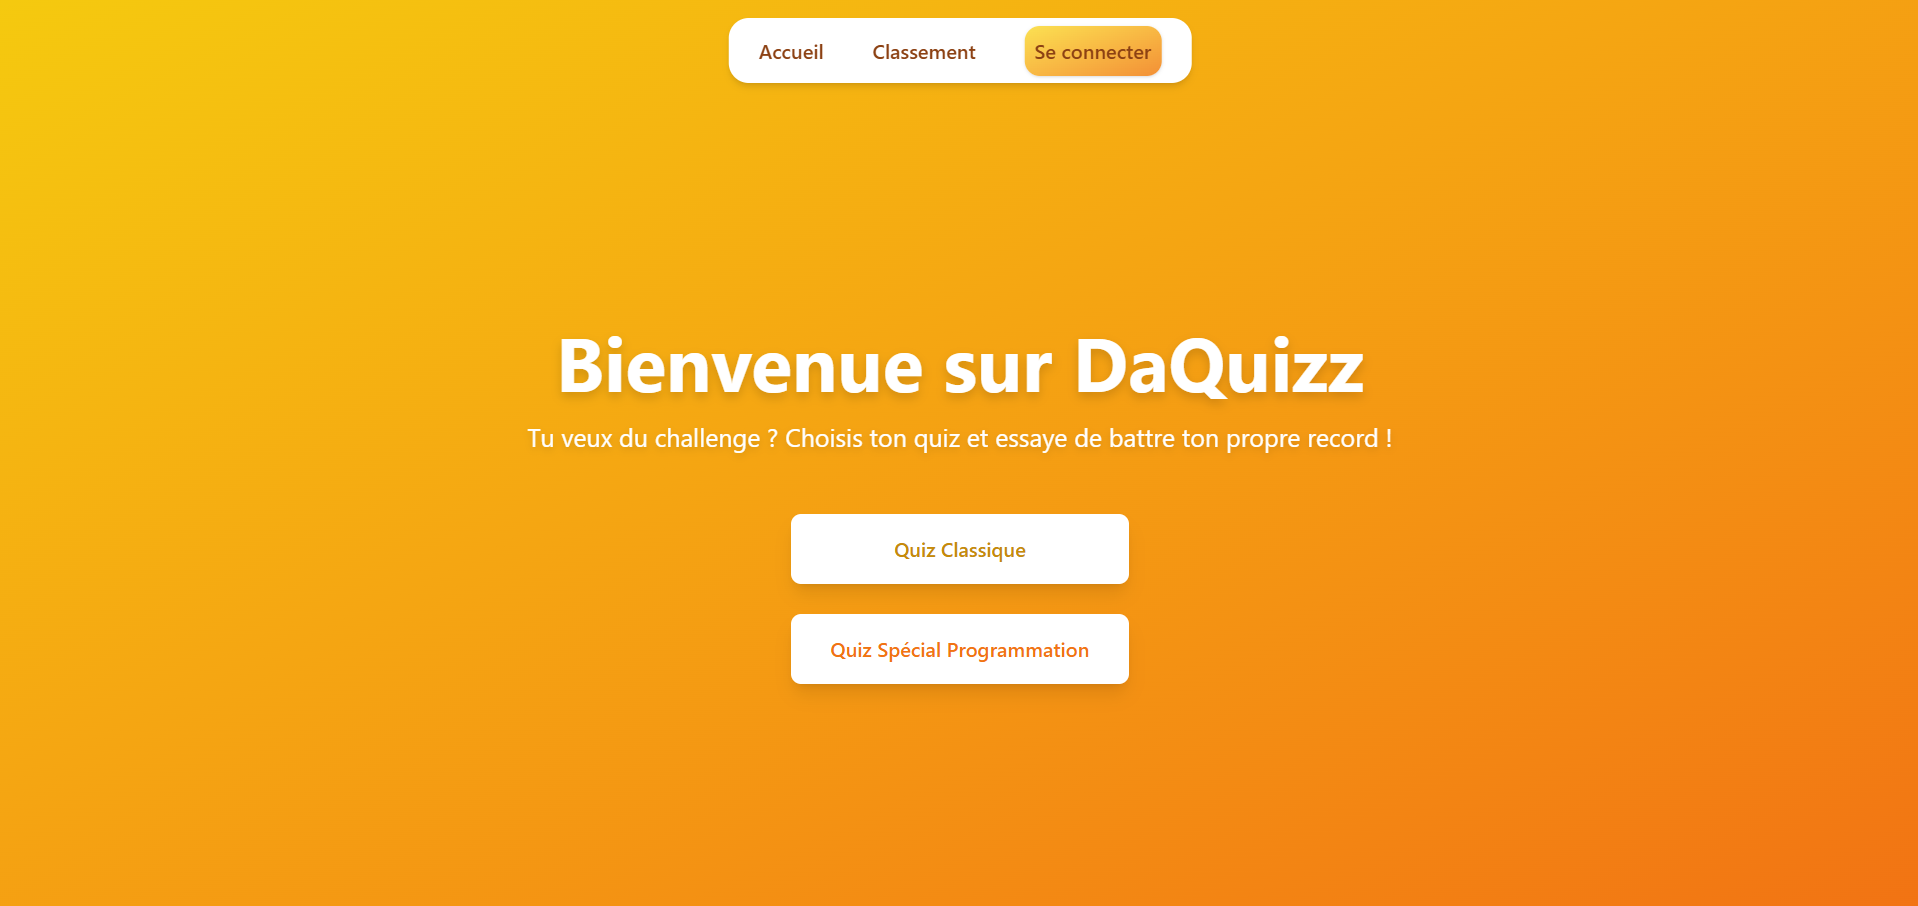 Accueil Classement Se connecter
Bienvenue sur DaQuizz
Tu veux du challenge ? Choisis ton quiz et essaye de battre ton propre record !
Quiz Classique
Quiz Spécial Programmation